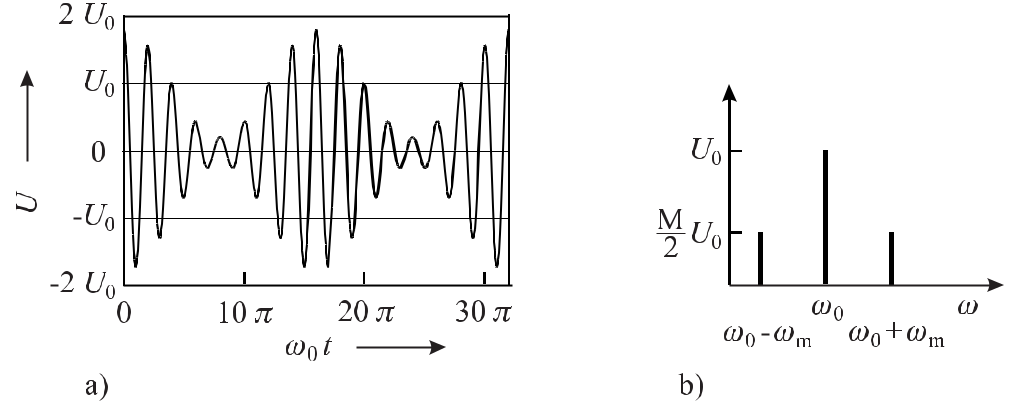 2 U₀
U₀
0
-U₀
-2 U₀
U
0
10 π
20 π
30 π
ω₀ t
a)
U₀
M/2 U₀
ω₀
ω
ω₀ - ωₘ
ω₀ + ωₘ
b)